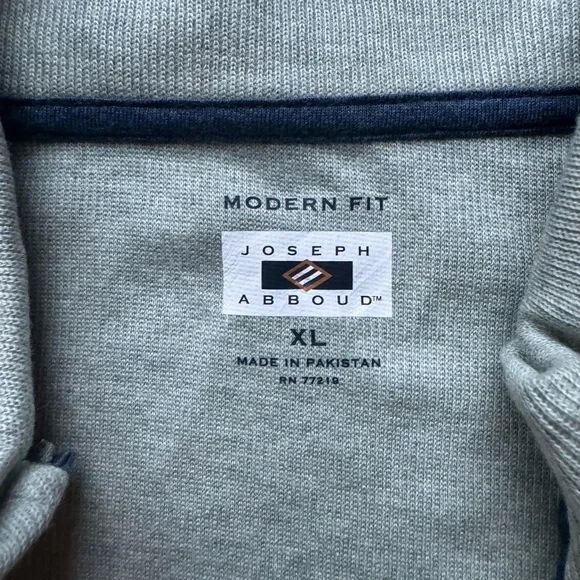 MODERN FIT
JOSEPH
ABBOUD™
XL
MADE IN PAKISTAN
RN 77219